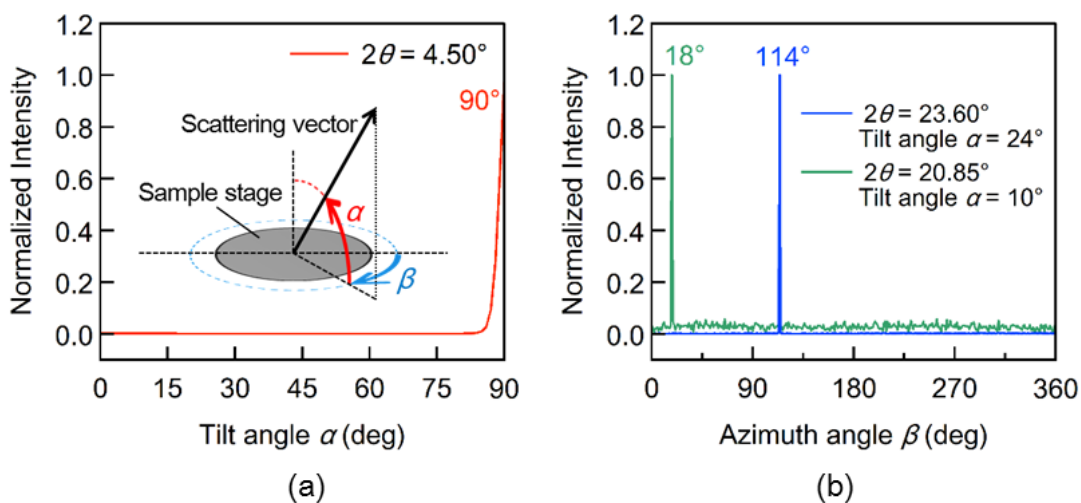 1.2
1.0
0.8
0.6
0.4
0.2
0.0
Normalized Intensity
2θ = 4.50°
90°
Scattering vector
Sample stage
α
β
0 15 30 45 60 75 90
Tilt angle α (deg)
(a)
1.2
1.0
0.8
0.6
0.4
0.2
0.0
Normalized Intensity
18° 114°
2θ = 23.60°
Tilt angle α = 24°
2θ = 20.85°
Tilt angle α = 10°
0 90 180 270 360
Azimuth angle β (deg)
(b)